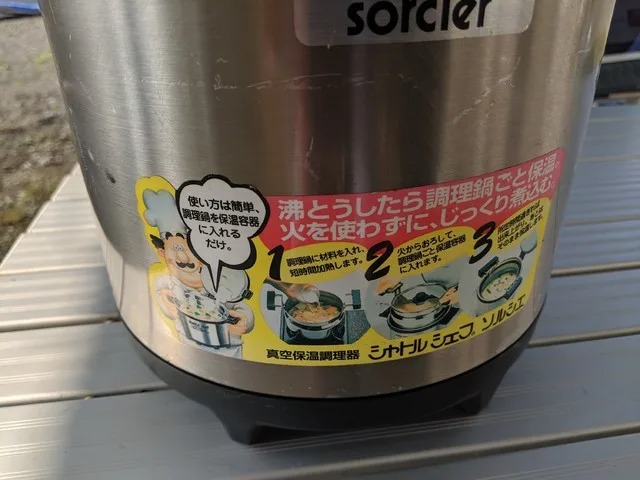 sorcier
使い方は簡単、
調理鍋を保温容器
に入れる
だけ。
沸とうしたら調理鍋ごと保温。
火を使わずに、じっくり煮込む。
1
調理鍋に材料を入れ、
短時間加熱します。
2
火からおろして、
調理鍋ごと保温容器
に入れます。
3
真空保温調理器
シャトルシェフ ソルシエ